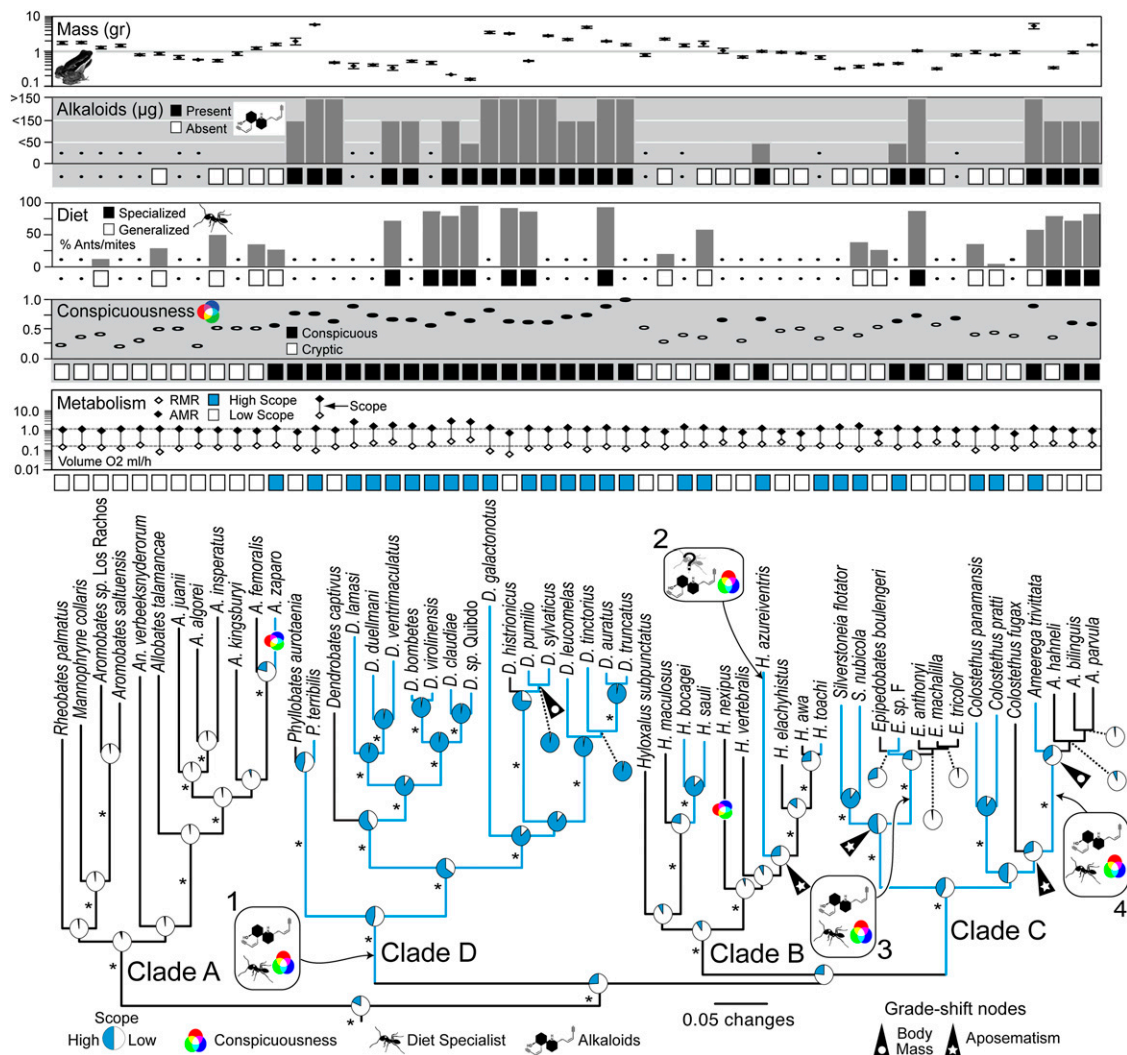 10
Mass (gr)
1
0.1
>150
Alkaloids (µg)
Present
Absent
<150
<50
0
100
Diet
Specialized
Generalized
% Ants/mites
50
0
1.0
Conspicuousness
0.5
Conspicuous
Cryptic
0.0
Metabolism
RMR
AMR
High Scope
Low Scope
Scope
10.0
1.0
0.1
0.01
Volume O2 ml/h
Rheobates palmatus
Mannophryne collaris
Aromobates sp. Los Rachos
Aromobates saltuensis
An. verbeeksnyderorum
Allobates talamancae
A. juanii
A. algorei
A. insperatus
A. kingsburyi
A. femoralis
A. zaparo
Phyllobates aurotaenia
P. terribilis
Dendrobates captivus
D. lamasi
D. duellmani
D. ventrimaculatus
D. bombetes
D. virolinensis
D. claudiae
D. sp. Quibdo
D. galactonotus
D. histrionicus
D. pumilio
D. sylvaticus
D. leucomelas
D. tinctorius
D. auratus
D. truncatus
Hyloxalus subpunctatus
H. maculosus
H. bocagei
H. sauli
H. nexipus
H. vertebralis
H. azureiventris
H. elachyhistus
H. awa
H. toachi
Silverstoneia flotator
S. nubicola
Epipedobates boulengeri
E. sp. F
E. anthonyi
E. machalilla
E. tricolor
Colostethus panamansis
Colostethus pratti
Colostethus fugax
Ameerega trivittata
A. hahneli
A. bilinguis
A. parvula
2
?
1
3
4
Clade A
Clade D
Clade B
Clade C
Scope
High
Low
Conspicuousness
Diet Specialist
Alkaloids
0.05 changes
Grade-shift nodes
Body Mass
Aposematism